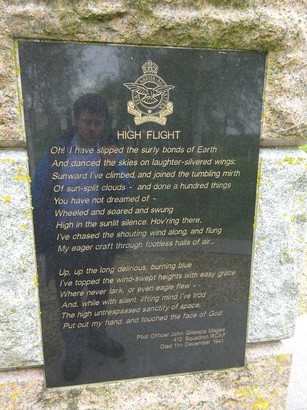 HIGH FLIGHT
Oh! I have slipped the surly bonds of Earth
And danced the skies on laughter-silvered wings;
Sunward I've climbed, and joined the tumbling mirth
Of sun-split clouds - and done a hundred things
You have not dreamed of -
Wheeled and soared and swung
High in the sunlit silence. Hov'ring there,
I've chased the shouting wind along, and flung
My eager craft through footless halls of air...
Up, up the long delirious, burning blue
I've topped the wind-swept heights with easy grace
Where never lark, or even eagle flew -
And, while with silent, lifting mind I've trod
The high untrespassed sanctity of space,
Put out my hand, and touched the face of God
Pilot Officer John Gillespie Magee
412 Squadron RCAF
Died 11th December 1941